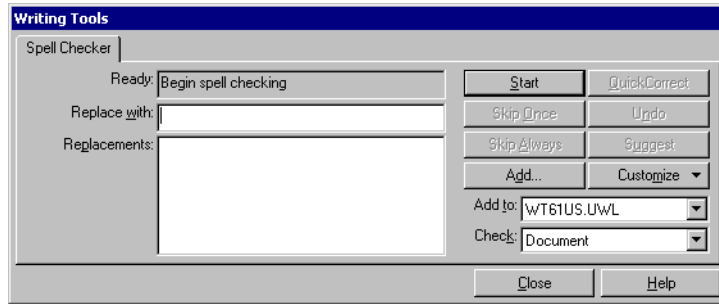 Writing Tools
Spell Checker
Ready: Begin spell checking
Start QuickCorrect
Replace with:
Skip Once Undo
Replacements:
Skip Always Suggest
Add... Customize
Add to: WT61US.UWL
Check: Document
Close Help